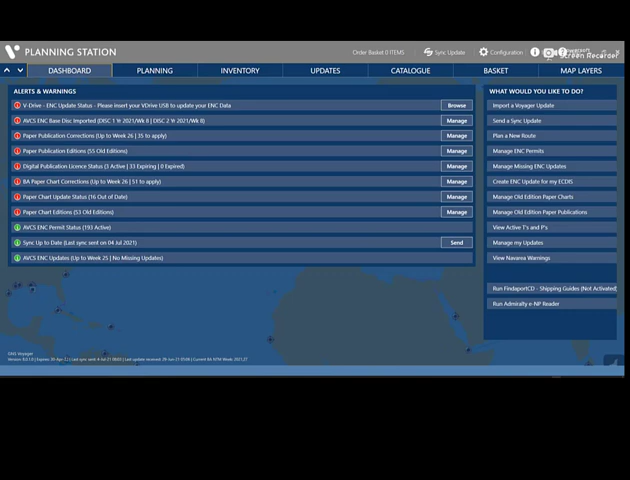 PLANNING STATION
Order Basket 0 ITEMS
Sync Update
Configuration
Screen Recorder
DASHBOARD
PLANNING
INVENTORY
UPDATES
CATALOGUE
BASKET
MAP LAYERS
ALERTS & WARNINGS
V-Drive - ENC Update Status - Please insert your VDrive USB to update your ENC Data
Browse
AVCS ENC Base Disc Imported (DISC 1 Yr 2021/Wk 8 | DISC 2 Yr 2021/Wk 8)
Manage
Paper Publication Corrections (Up to Week 26 | 35 to apply)
Manage
Paper Publication Editions (55 Old Editions)
Manage
Digital Publication Licence Status (3 Active | 33 Expiring | 0 Expired)
Manage
BA Paper Chart Corrections (Up to Week 26 | 51 to apply)
Manage
Paper Chart Update Status (16 Out of Date)
Manage
Paper Chart Editions (53 Old Editions)
Manage
AVCS ENC Permit Status (193 Active)
Sync Up to Date (Last sync sent on 04 Jul 2021)
Send
AVCS ENC Updates (Up to Week 25 | No Missing Updates)
WHAT WOULD YOU LIKE TO DO?
Import a Voyager Update
Send a Sync Update
Plan a New Route
Manage ENC Permits
Manage Missing ENC Updates
Create ENC Update for my ECDIS
Manage Old Edition Paper Charts
Manage Old Edition Paper Publications
View Active T's and P's
Manage my Updates
View Navarea Warnings
Run FindaportCD - Shipping Guides (Not Activated)
Run Admiralty e-NP Reader